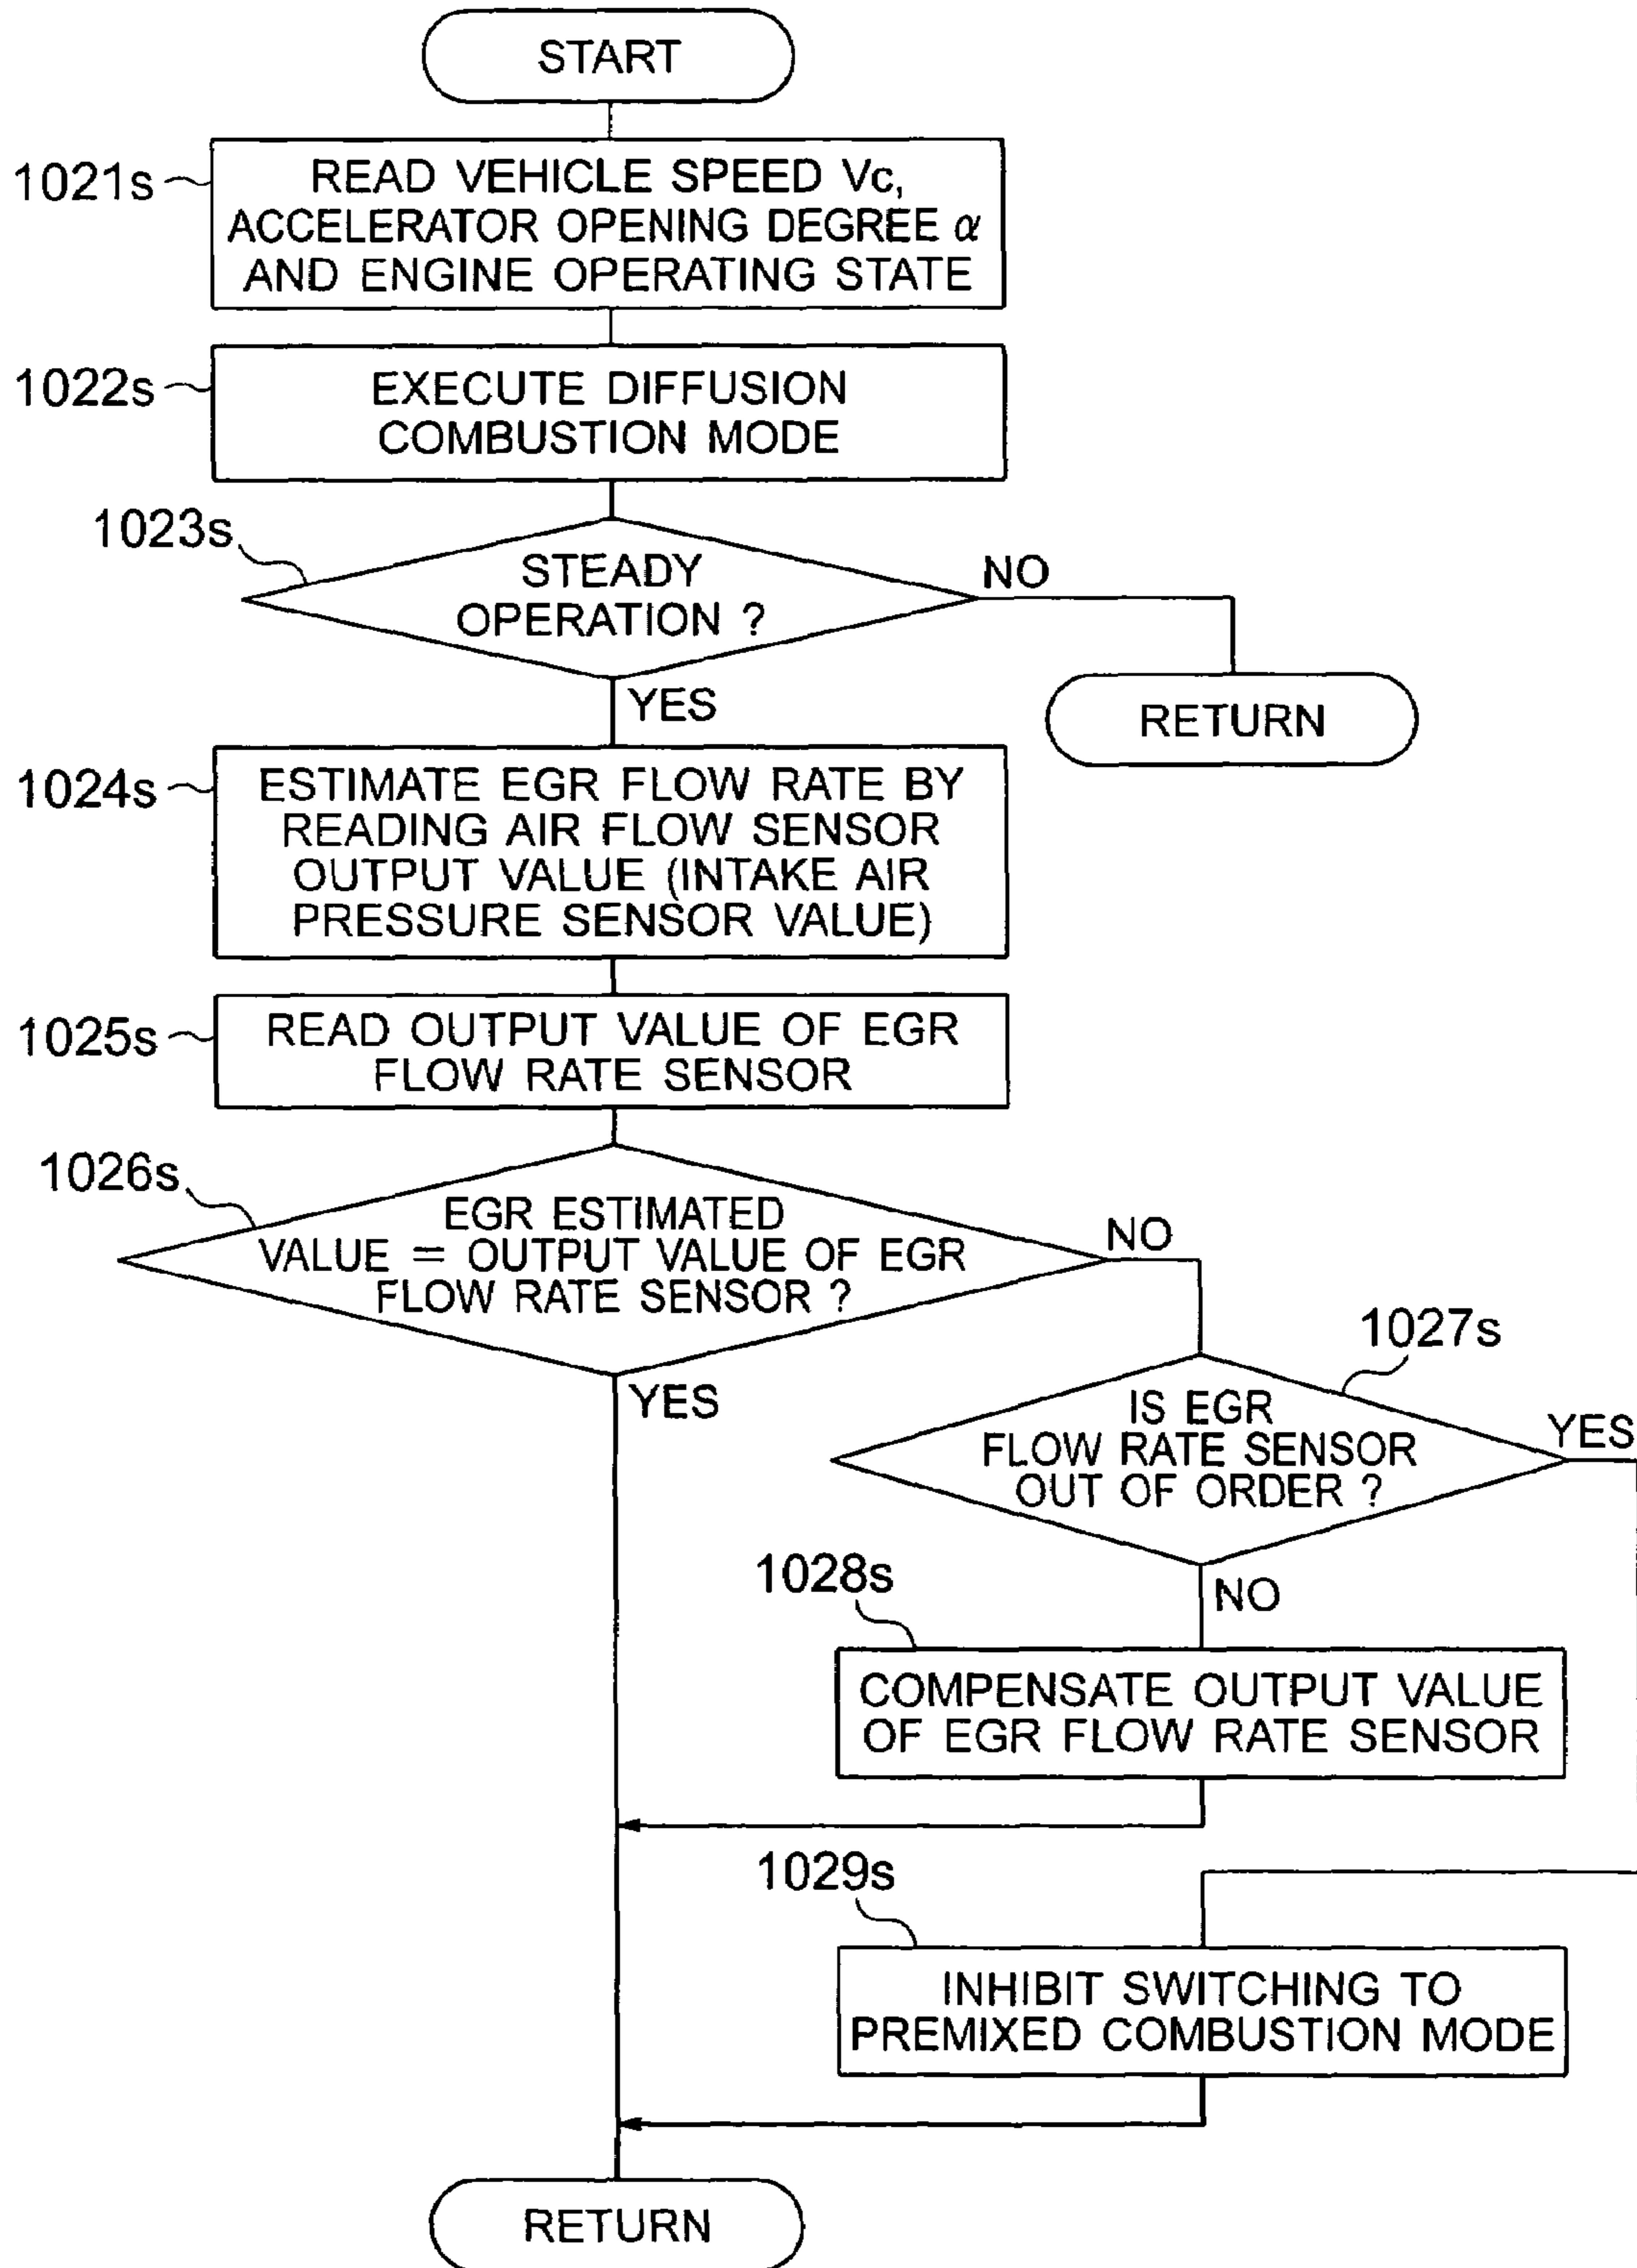 START
1021s
READ VEHICLE SPEED Vc,
ACCELERATOR OPENING DEGREE α
AND ENGINE OPERATING STATE
1022s
EXECUTE DIFFUSION
COMBUSTION MODE
1023s
STEADY
OPERATION ?
NO
RETURN
YES
1024s
ESTIMATE EGR FLOW RATE BY
READING AIR FLOW SENSOR
OUTPUT VALUE (INTAKE AIR
PRESSURE SENSOR VALUE)
1025s
READ OUTPUT VALUE OF EGR
FLOW RATE SENSOR
1026s
EGR ESTIMATED
VALUE = OUTPUT VALUE OF EGR
FLOW RATE SENSOR ?
NO
YES
1027s
IS EGR
FLOW RATE SENSOR
OUT OF ORDER ?
YES
NO
1028s
COMPENSATE OUTPUT VALUE
OF EGR FLOW RATE SENSOR
1029s
INHIBIT SWITCHING TO
PREMIXED COMBUSTION MODE
RETURN